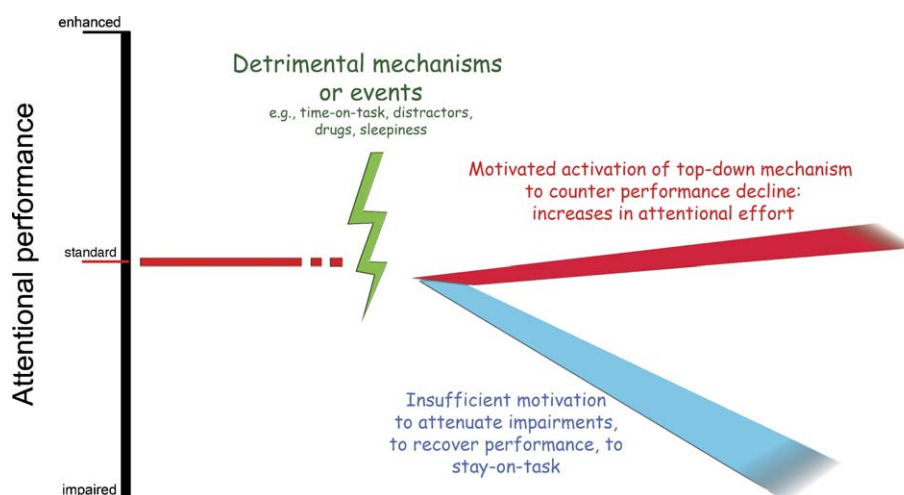 enhanced
Detrimental mechanisms
or events
e.g., time-on-task, distractors,
drugs, sleepiness
Motivated activation of top-down mechanism
to counter performance decline:
increases in attentional effort
Attentional performance
standard
Insufficient motivation
to attenuate impairments,
to recover performance, to
stay-on-task
impaired